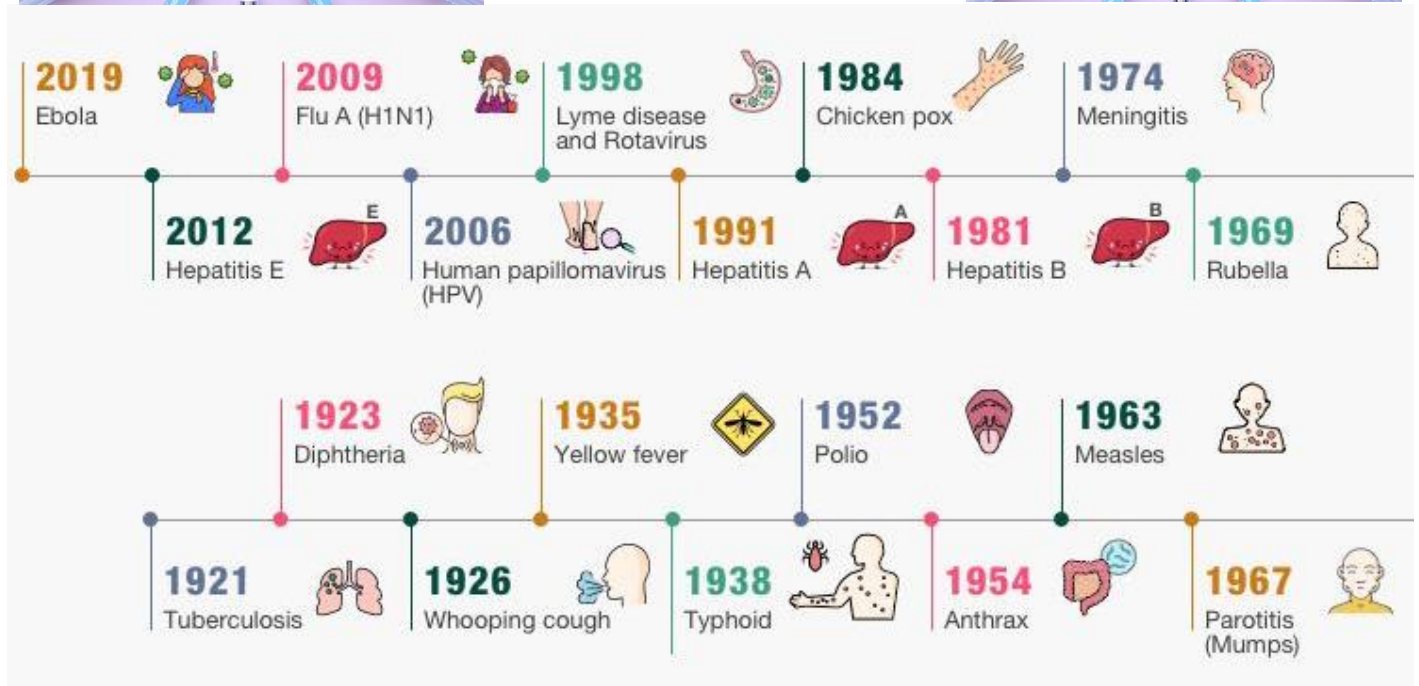 2019
Ebola
2009
Flu A (H1N1)
1998
Lyme disease
and Rotavirus
1984
Chicken pox
1974
Meningitis
2012
Hepatitis E
E
2006
Human papillomavirus
(HPV)
1991
Hepatitis A
A
1981
Hepatitis B
B
1969
Rubella
1923
Diphtheria
1935
Yellow fever
1952
Polio
1963
Measles
1921
Tuberculosis
1926
Whooping cough
1938
Typhoid
1954
Anthrax
1967
Parotitis
(Mumps)